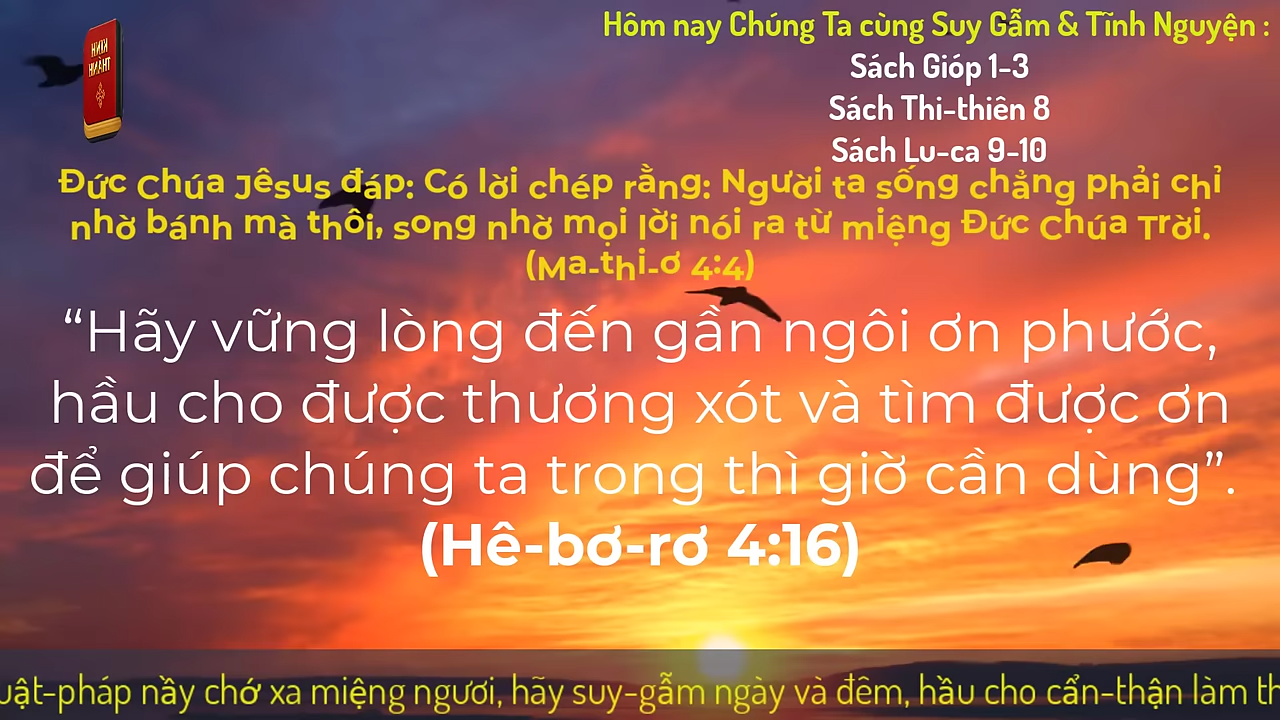 KINH
THÁNH
Hôm nay Chúng Ta cùng Suy Gẫm & Tĩnh Nguyện :
Sách Gióp 1-3
Sách Thi-thiên 8
Sách Lu-ca 9-10
Đức Chúa Jêsus đáp: Có lời chép rằng: Người ta sống chẳng phải chỉ
nhờ bánh mà thôi, song nhờ mọi lời nói ra từ miệng Đức Chúa Trời.
(Ma-thi-ơ 4:4)
“Hãy vững lòng đến gần ngôi ơn phước,
hầu cho được thương xót và tìm được ơn
để giúp chúng ta trong thì giờ cần dùng”.
(Hê-bơ-rơ 4:16)
uật-pháp nầy chớ xa miệng ngươi, hãy suy-gẫm ngày và đêm, hầu cho cẩn-thận làm th